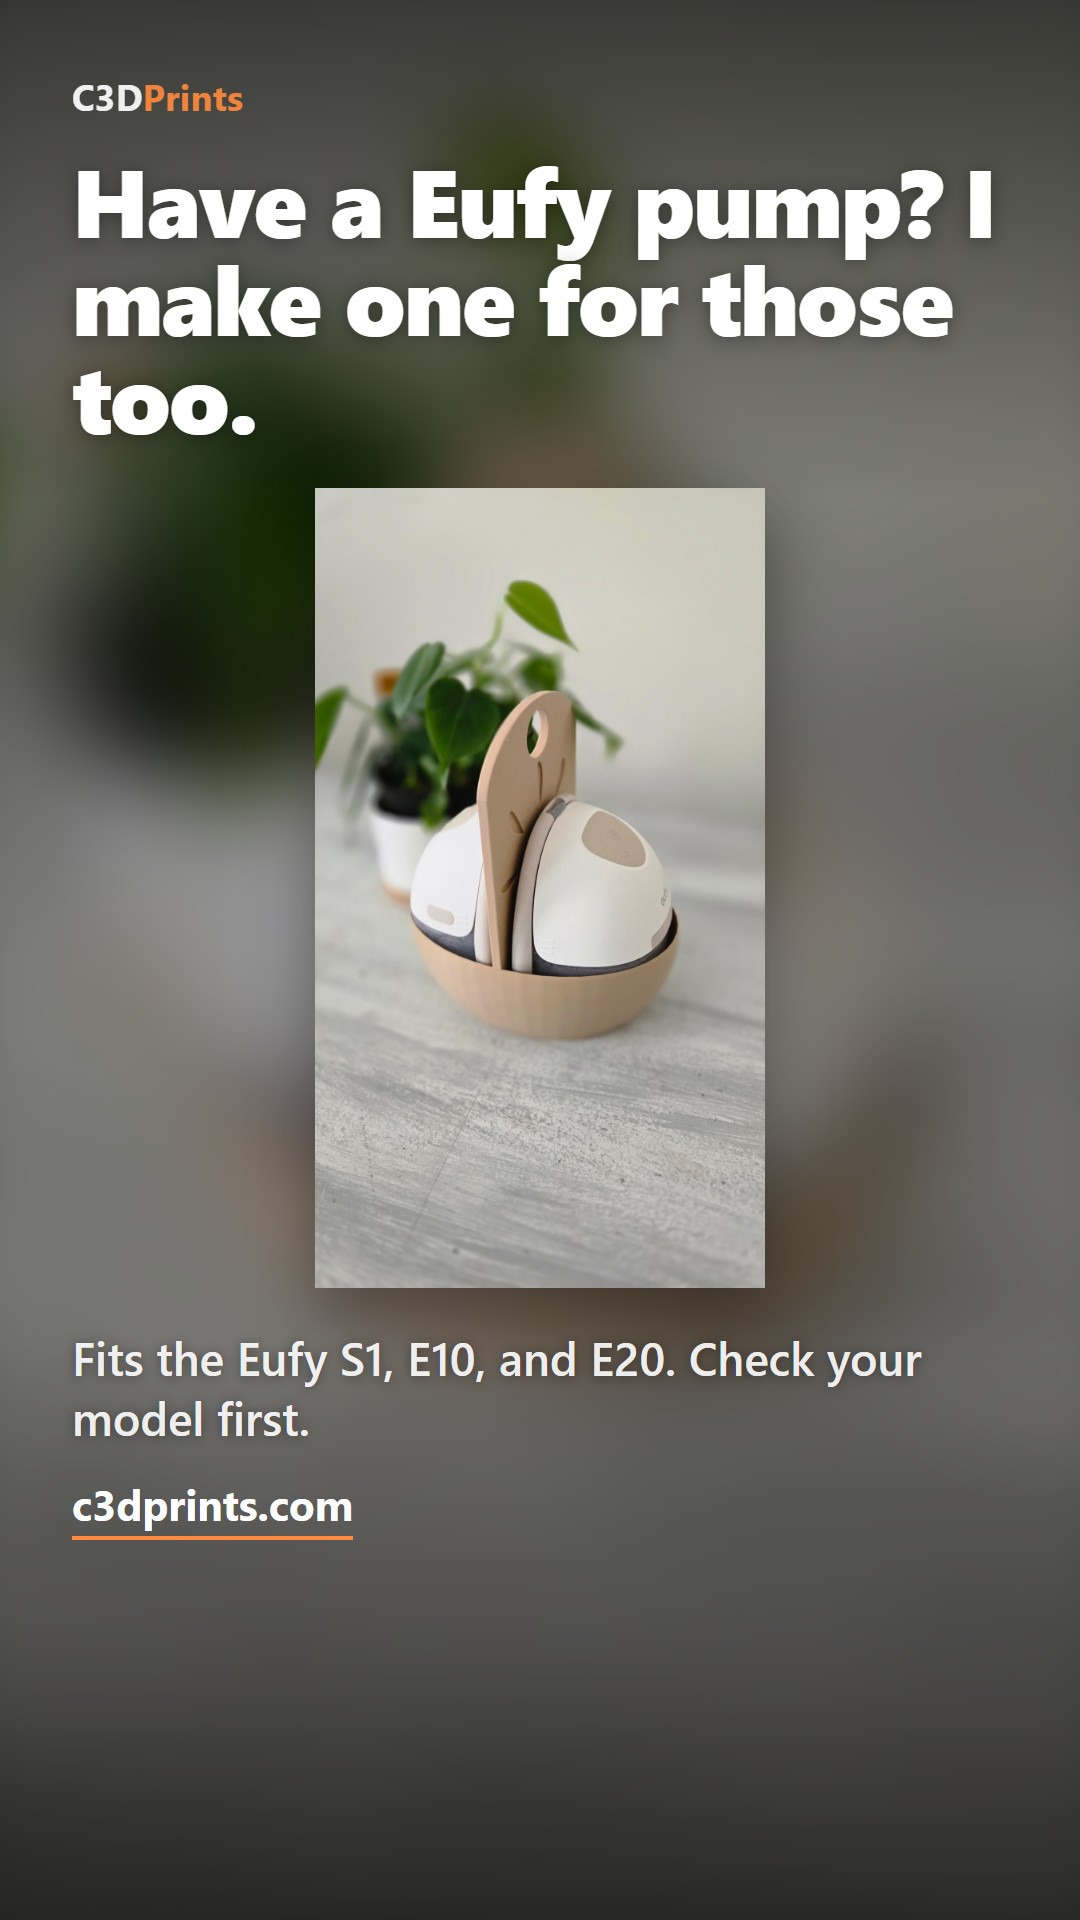 C3DPrints
Have a Eufy pump? I
make one for those
too.
Fits the Eufy S1, E10, and E20. Check your
model first.
c3dprints.com